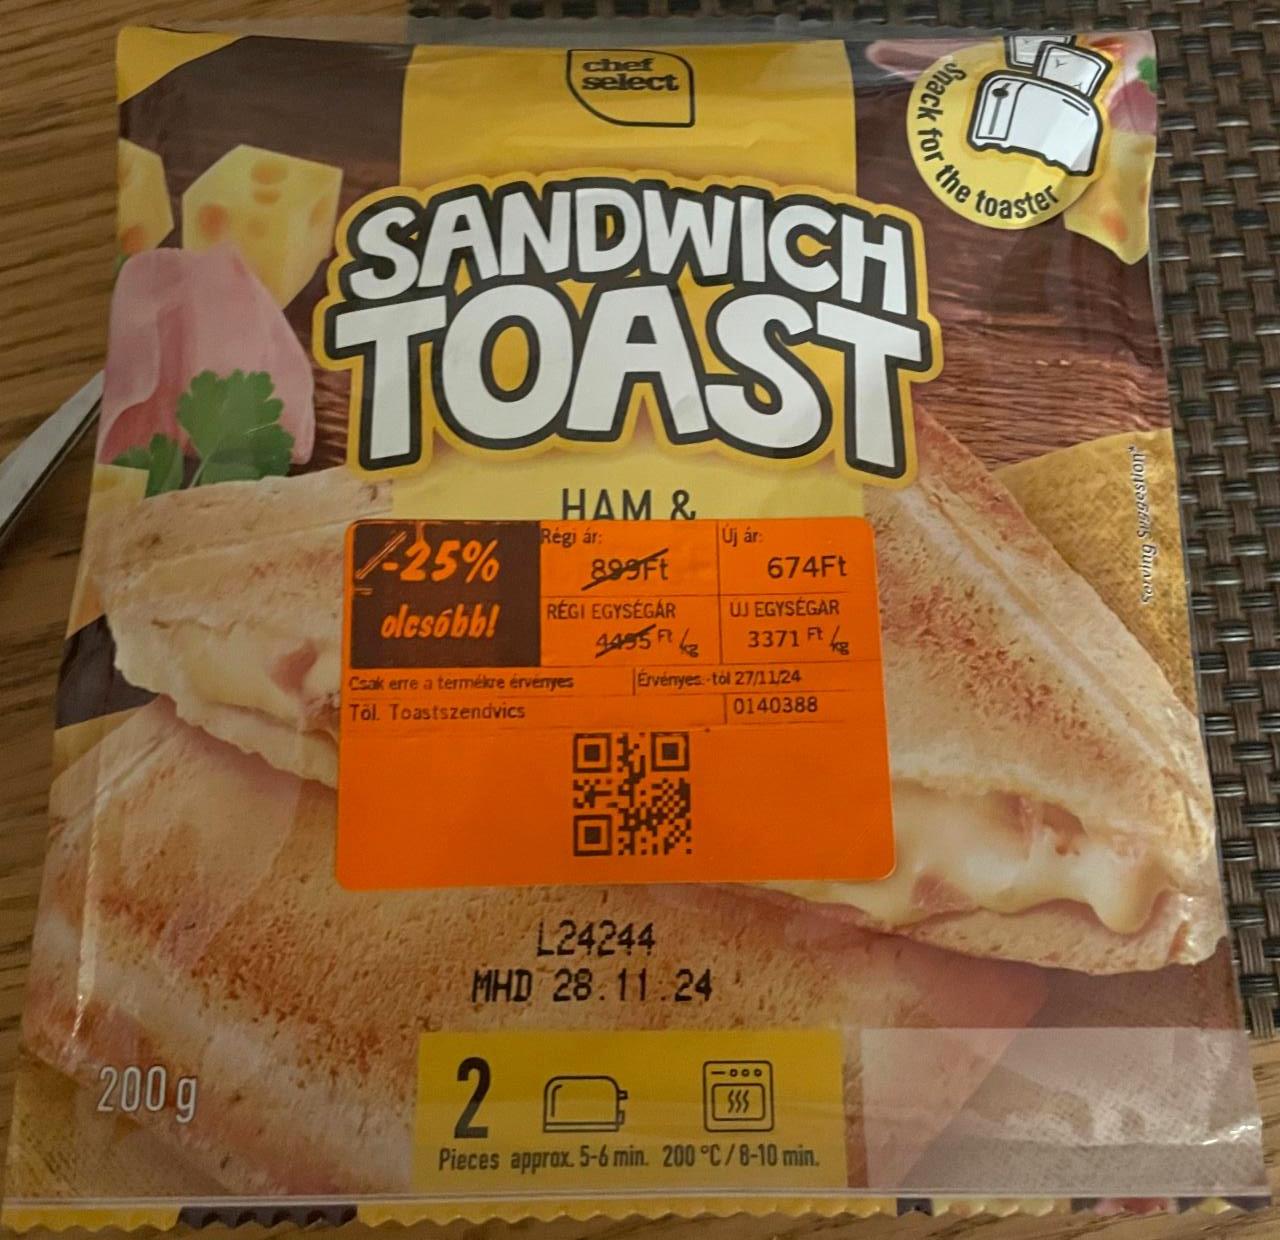 chef
select
Snack for the toaster
SANDWICH
TOAST
HAM &
Serving Suggestion*
-25%
olcsóbb!
Régi ár:
899Ft
Új ár:
674Ft
RÉGI EGYSÉGÁR
4495 Ft/kg
ÚJ EGYSÉGÁR
3371 Ft/kg
Csak erre a termékre érvényes
Érvényes:-tól 27/11/24
Töl. Toastszendvics
0140388
L24244
MHD 28.11.24
200 g
2
Pieces approx. 5-6 min. 200 °C / 8-10 min.